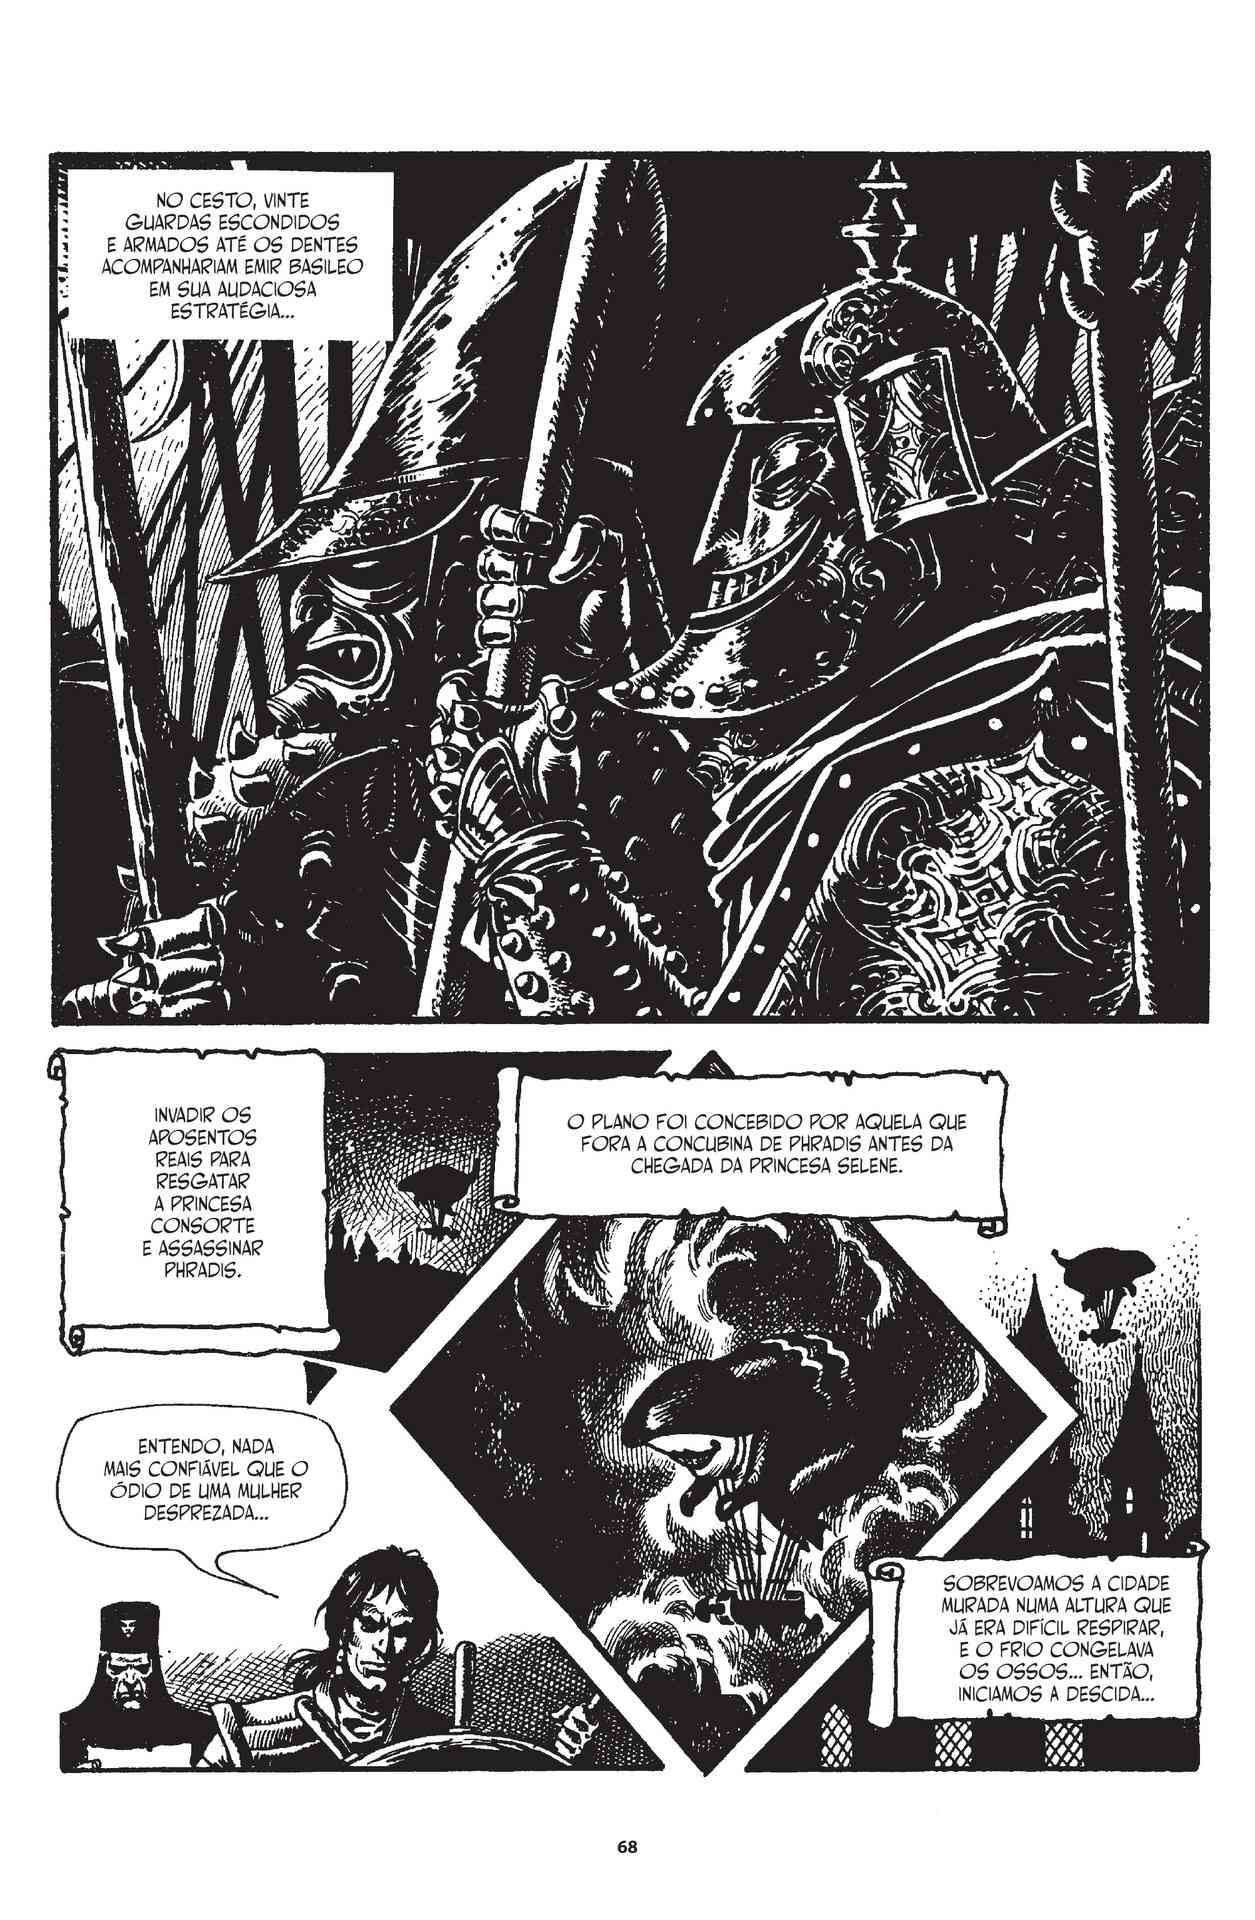 NO CESTO, VINTE
GUARDAS ESCONDIDOS
E ARMADOS ATÉ OS DENTES
ACOMPANHARIAM EMIR BASILEO
EM SUA AUDACIOSA
ESTRATÉGIA...
INVADIR OS
APOSENTOS
REAIS PARA
RESGATAR
A PRINCESA
CONSORTE
E ASSASSINAR
PHRADIS.
O PLANO FOI CONCEBIDO POR AQUELA QUE
FORA A CONCUBINA DE PHRADIS ANTES DA
CHEGADA DA PRINCESA SELENE.
ENTENDO, NADA
MAIS CONFIÁVEL QUE O
ÓDIO DE UMA MULHER
DESPREZADA...
SOBREVOAMOS A CIDADE
MURADA NUMA ALTURA QUE
JÁ ERA DIFÍCIL RESPIRAR,
E O FRIO CONGELAVA
OS OSSOS... ENTÃO,
INICIAMOS A DESCIDA...
68